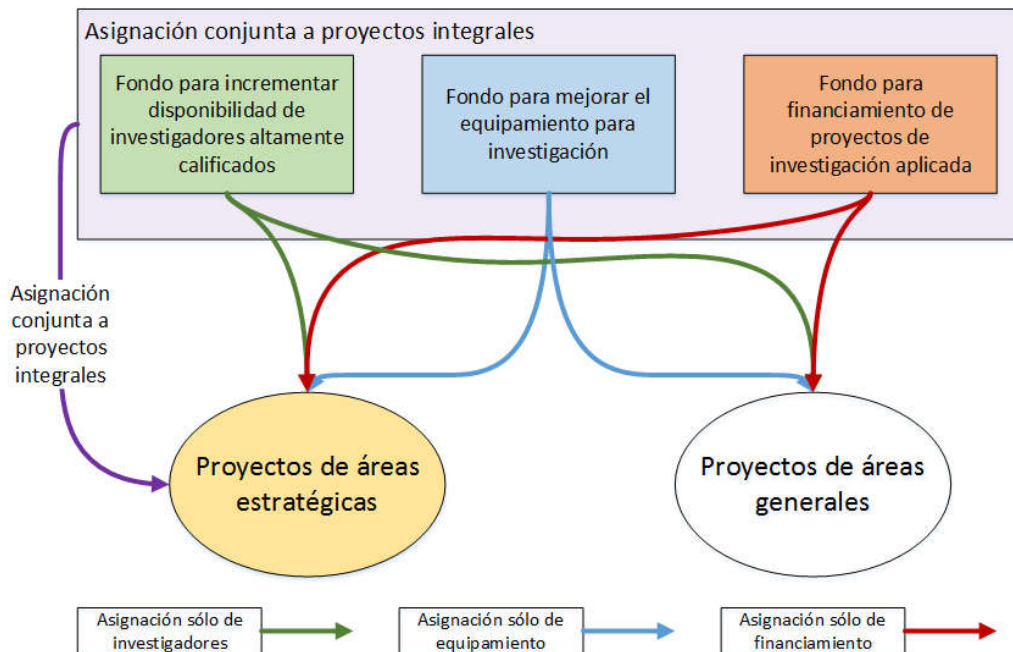 Asignación conjunta a proyectos integrales
Fondo para incrementar
disponibilidad de
investigadores altamente
calificados
Fondo para mejorar el
equipamiento para
investigación
Fondo para
financiamiento de
proyectos de
investigación aplicada
Asignación
conjunta a
proyectos
integrales
Proyectos de áreas
estratégicas
Proyectos de áreas
generales
Asignación sólo de
investigadores
Asignación sólo de
equipamiento
Asignación sólo de
financiamiento